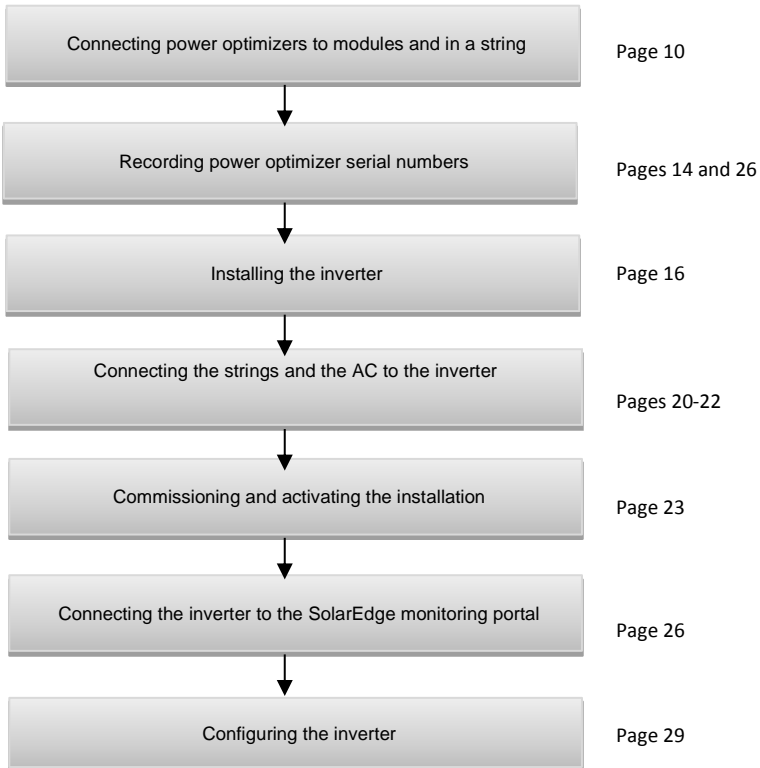 Connecting power optimizers to modules and in a string
Page 10
Recording power optimizer serial numbers
Pages 14 and 26
Installing the inverter
Page 16
Connecting the strings and the AC to the inverter
Pages 20-22
Commissioning and activating the installation
Page 23
Connecting the inverter to the SolarEdge monitoring portal
Page 26
Configuring the inverter
Page 29